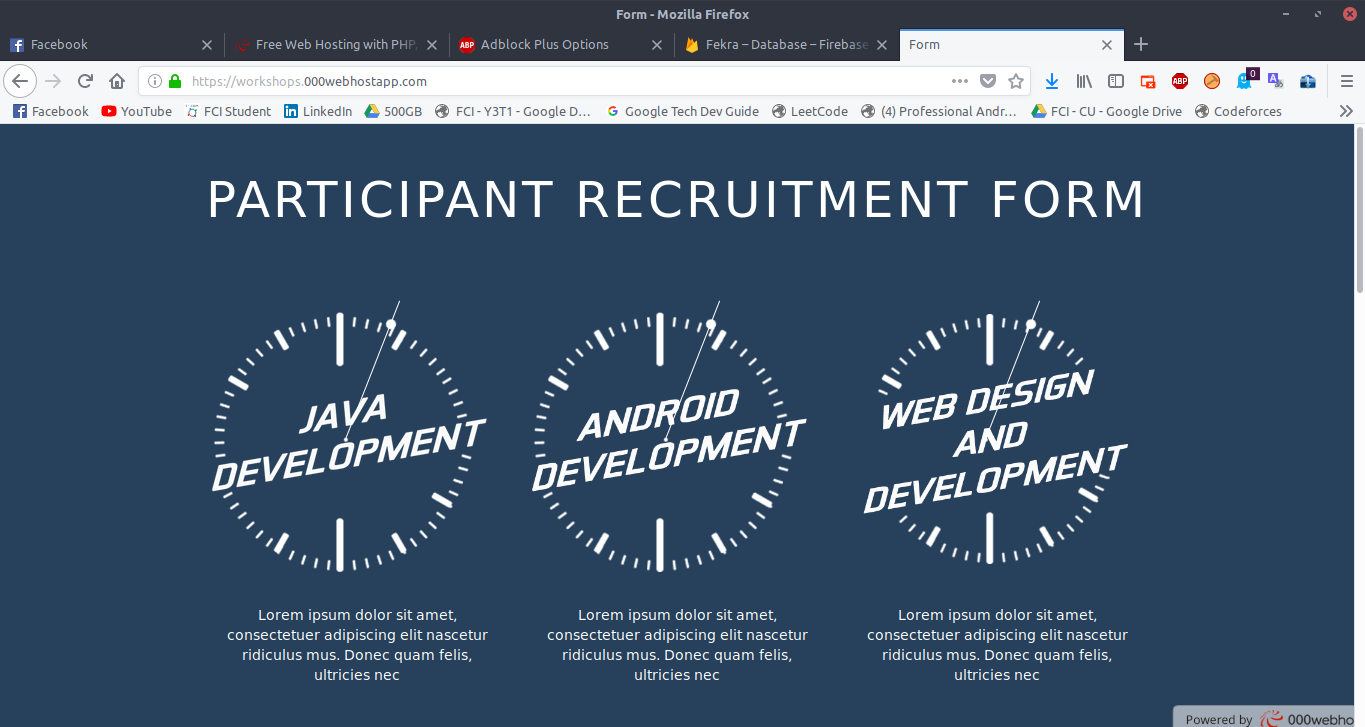 Form - Mozilla Firefox
Facebook
Free Web Hosting with PHP,
ABP Adblock Plus Options
Fekra – Database – Firebase
Form
https://workshops.000webhostapp.com
ABP
0
Facebook
YouTube
FCI Student
LinkedIn
500GB
FCI - Y3T1 - Google D...
Google Tech Dev Guide
LeetCode
(4) Professional Andr...
FCI - CU - Google Drive
Codeforces
PARTICIPANT RECRUITMENT FORM
JAVA
DEVELOPMENT
ANDROID
DEVELOPMENT
WEB DESIGN
AND
DEVELOPMENT
Lorem ipsum dolor sit amet,
consectetuer adipiscing elit nascetur
ridiculus mus. Donec quam felis,
ultricies nec
Lorem ipsum dolor sit amet,
consectetuer adipiscing elit nascetur
ridiculus mus. Donec quam felis,
ultricies nec
Lorem ipsum dolor sit amet,
consectetuer adipiscing elit nascetur
ridiculus mus. Donec quam felis,
ultricies nec
Powered by 000webho